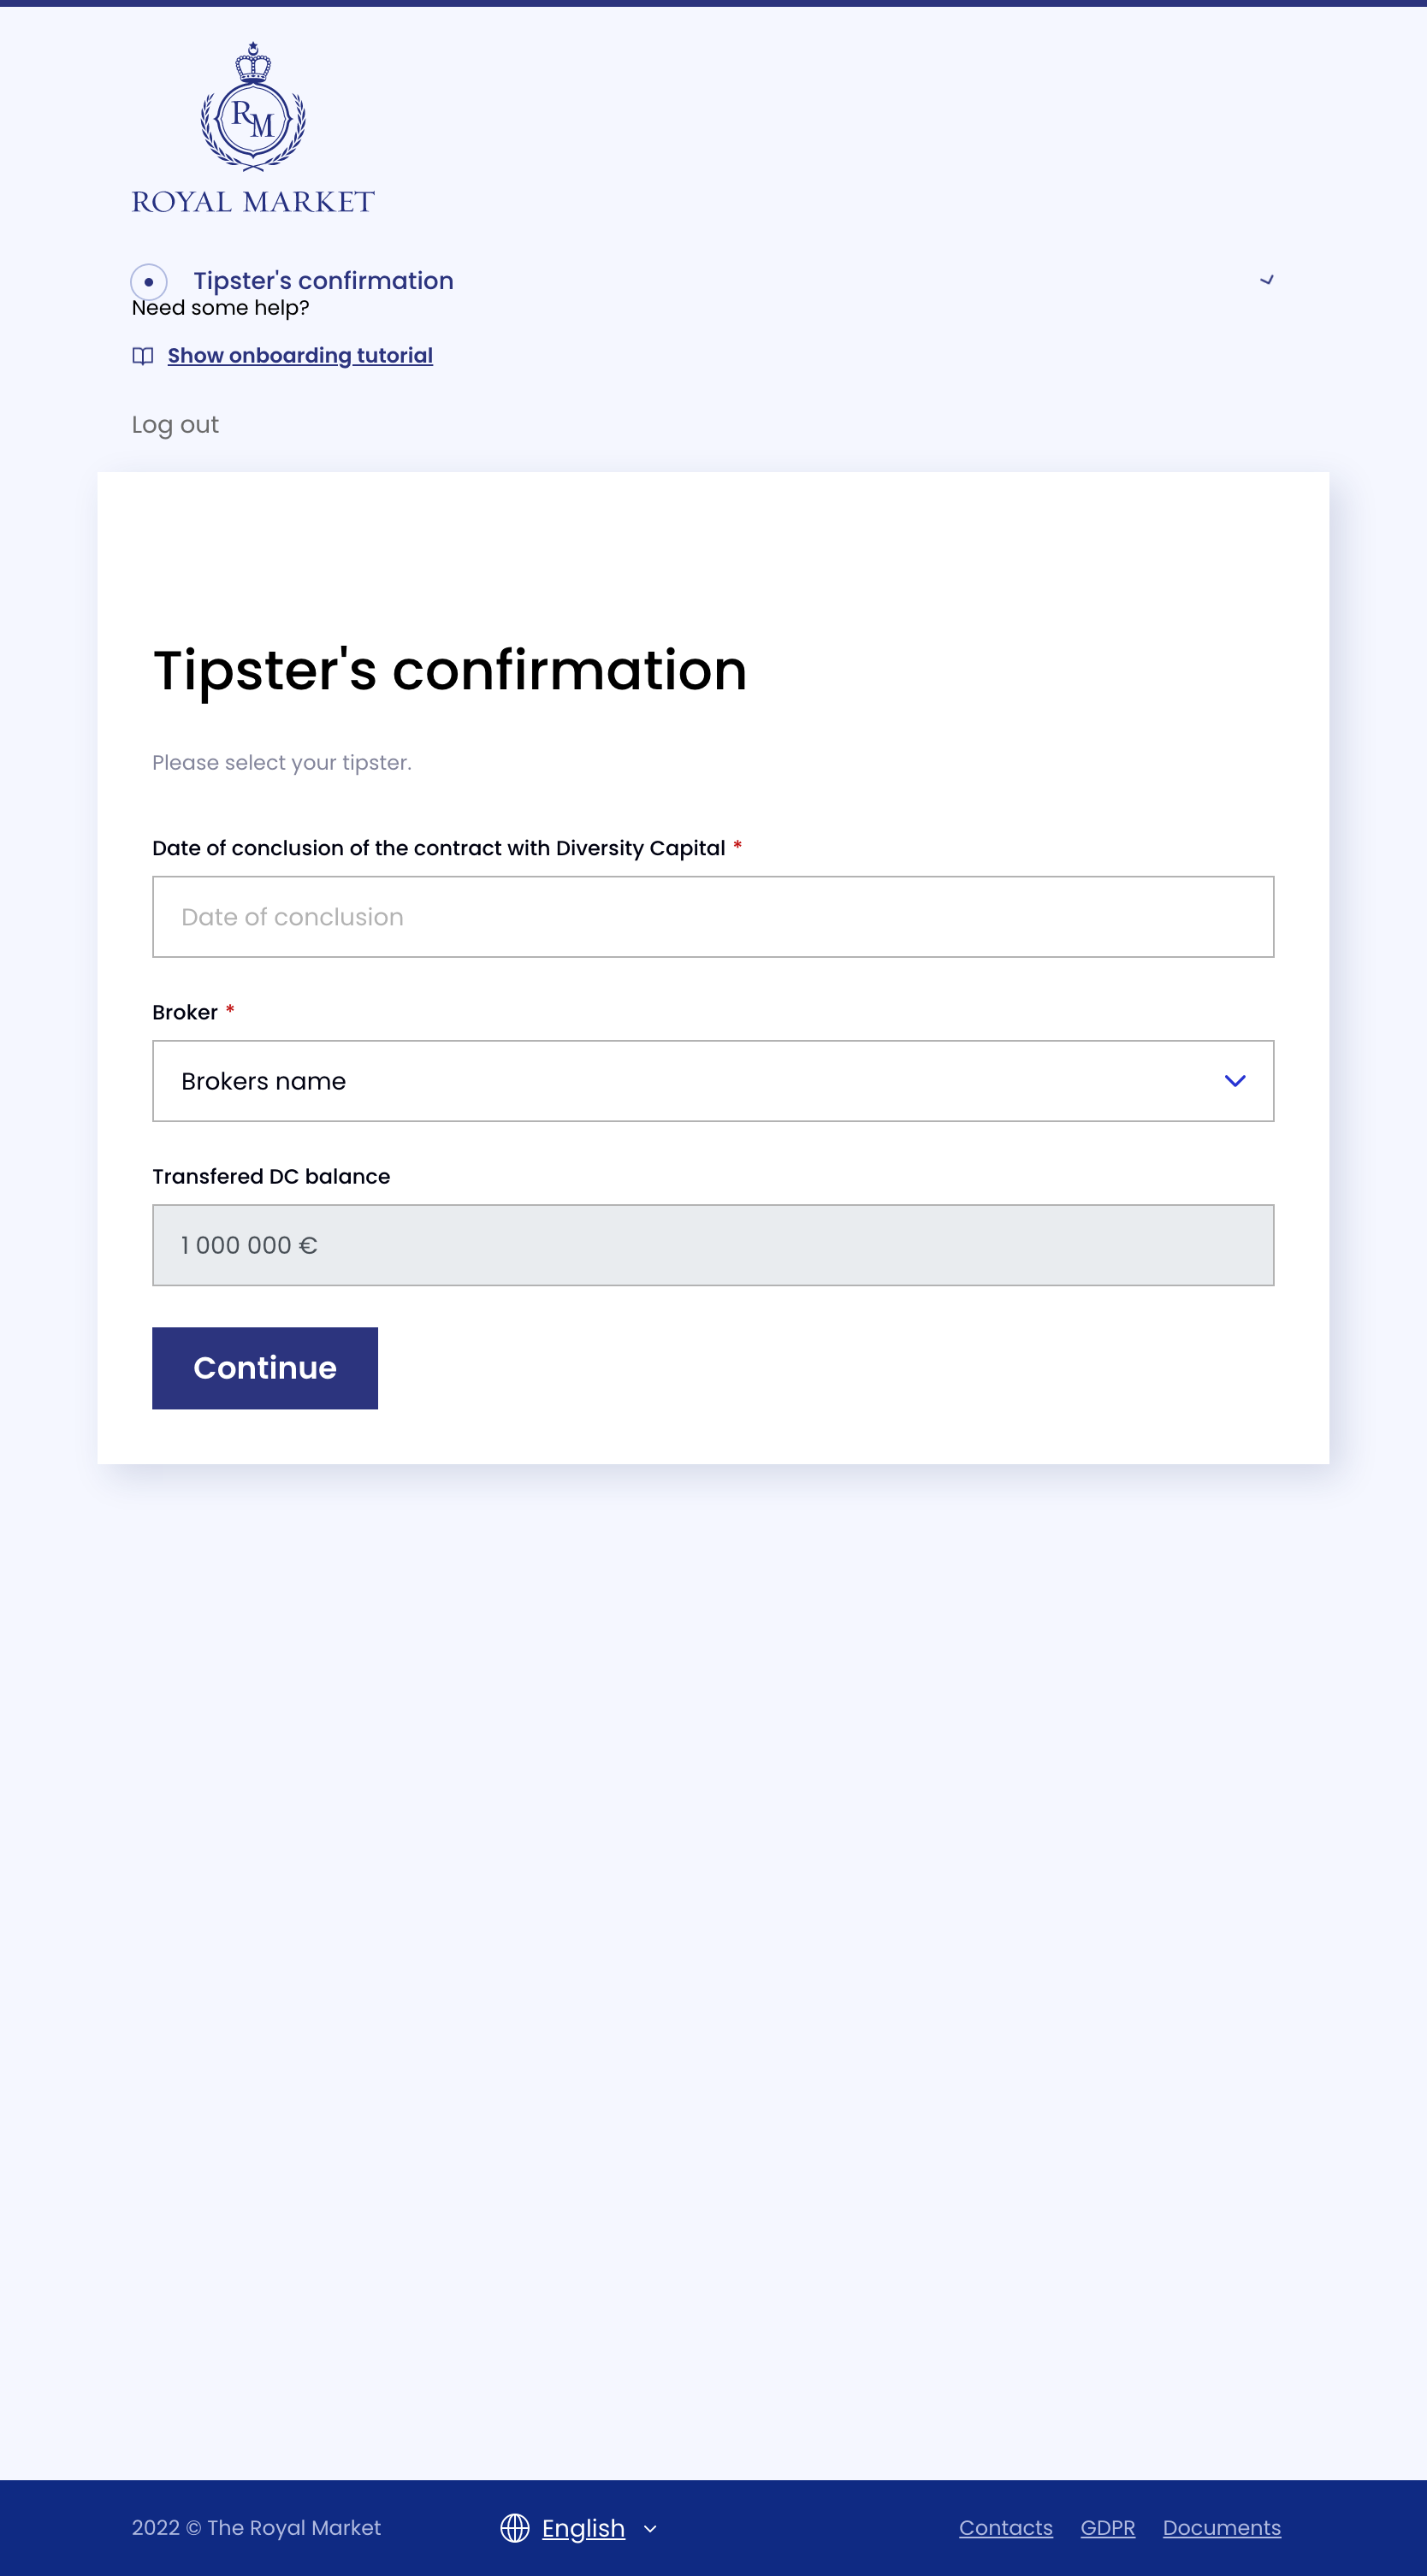 RM
ROYAL MARKET
Tipster's confirmation
Need some help?
Show onboarding tutorial
Log out
Tipster's confirmation
Please select your tipster.
Date of conclusion of the contract with Diversity Capital *
Date of conclusion
Broker *
Brokers name
Transfered DC balance
1 000 000 €
Continue
2022 © The Royal Market English Contacts GDPR Documents